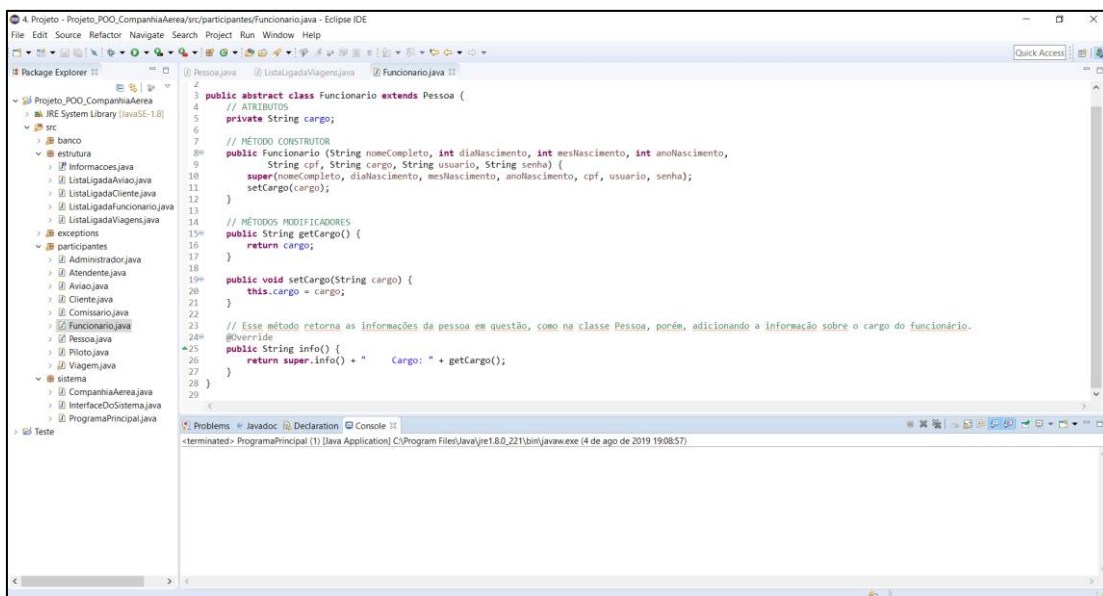 4. Projeto - Projeto_POO_CompanhiaAerea/src/participantes/Funcionario.java - Eclipse IDE
File Edit Source Refactor Navigate Search Project Run Window Help
Quick Access
Package Explorer
Projeto_POO_CompanhiaAerea
JRE System Library [JavaSE-1.8]
src
banco
estrutura
Informacoes.java
ListaLigadaAviao.java
ListaLigadaCliente.java
ListaLigadaFuncionario.java
ListaLigadaViagens.java
exceptions
participantes
Administrador.java
Atendente.java
Aviao.java
Cliente.java
Comissario.java
Funcionario.java
Pessoa.java
Piloto.java
Viagem.java
sistema
CompanhiaAerea.java
InterfaceDoSistema.java
ProgramaPrincipal.java
Teste
Pessoa.java ListaLigadaViagens.java Funcionario.java
2
3 public abstract class Funcionario extends Pessoa {
4 // ATRIBUTOS
5 private String cargo;
6
7 // MÉTODO CONSTRUTOR
8 public Funcionario (String nomeCompleto, int diaNascimento, int mesNascimento, int anoNascimento,
9 String cpf, String cargo, String usuario, String senha) {
10 super(nomeCompleto, diaNascimento, mesNascimento, anoNascimento, cpf, usuario, senha);
11 setCargo(cargo);
12 }
13
14 // MÉTODOS MODIFICADORES
15 public String getCargo() {
16 return cargo;
17 }
18
19 public void setCargo(String cargo) {
20 this.cargo = cargo;
21 }
22
23 // Esse método retorna as informações da pessoa em questão, como na classe Pessoa, porém, adicionando a informação sobre o cargo do funcionário.
24 @Override
25 public String info() {
26 return super.info() + "     Cargo: " + getCargo();
27 }
28 }
29
Problems Javadoc Declaration Console
<terminated> ProgramaPrincipal (1) [Java Application] C:\Program Files\Java\jre1.8.0_221\bin\javaw.exe (4 de ago de 2019 19:08:57)